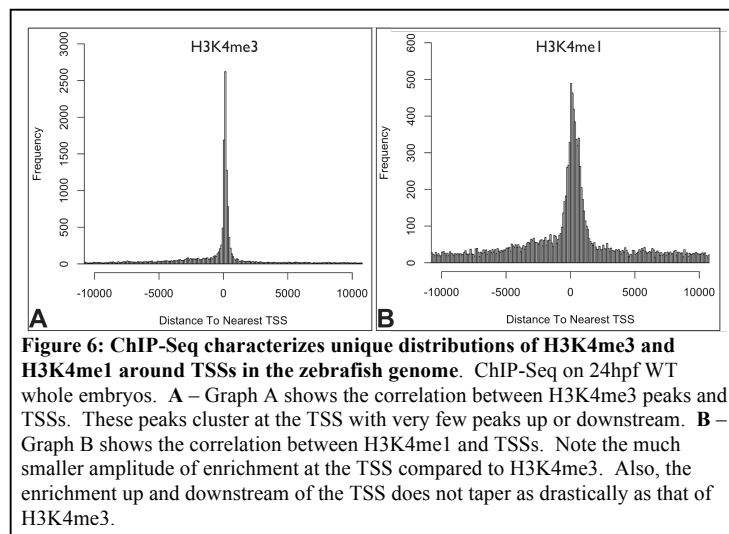 H3K4me3
Frequency
3000
2500
2000
1500
1000
500
0
-10000 -5000 0 5000 10000
Distance To Nearest TSS
A
H3K4me1
Frequency
600
500
400
300
200
100
0
-10000 -5000 0 5000 10000
Distance To Nearest TSS
B
Figure 6: ChIP-Seq characterizes unique distributions of H3K4me3 and
H3K4me1 around TSSs in the zebrafish genome. ChIP-Seq on 24hpf WT
whole embryos. A – Graph A shows the correlation between H3K4me3 peaks and
TSSs. These peaks cluster at the TSS with very few peaks up or downstream. B –
Graph B shows the correlation between H3K4me1 and TSSs. Note the much
smaller amplitude of enrichment at the TSS compared to H3K4me3. Also, the
enrichment up and downstream of the TSS does not taper as drastically as that of
H3K4me3.